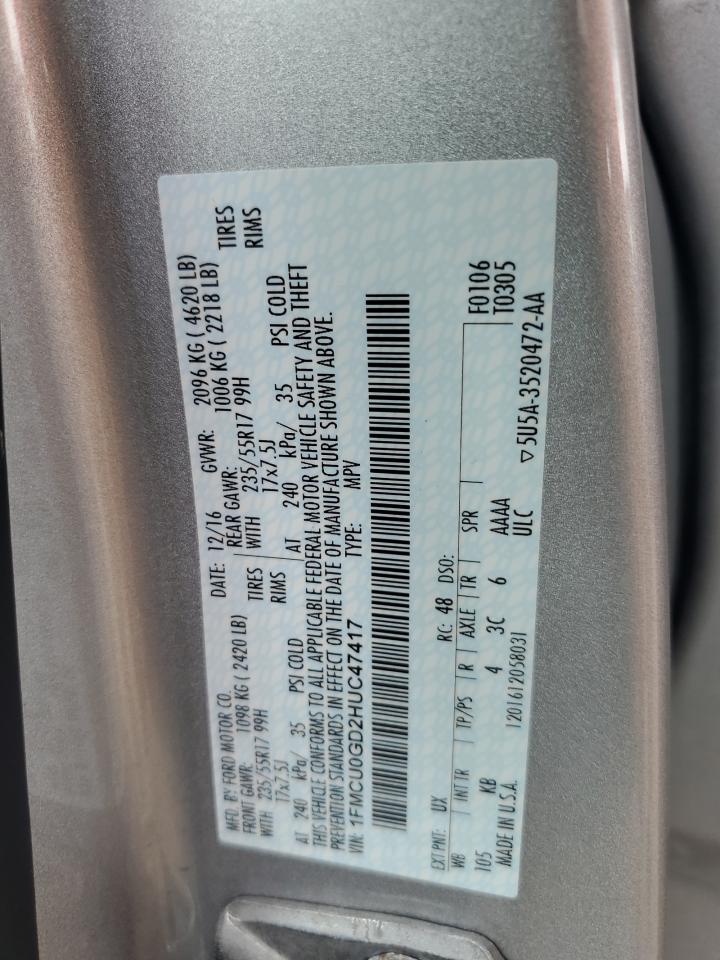 MFD. BY FORD MOTOR CO.
DATE: 12/16 GVWR: 2096 KG ( 4620 LB)
FRONT GAWR: 1098 KG ( 2420 LB) REAR GAWR: 1006 KG ( 2218 LB)
WITH 235/55R17 99H TIRES WITH 235/55R17 99H TIRES
17x7.5J RIMS 17x7.5J RIMS
AT 240 kPa/ 35 PSI COLD AT 240 kPa/ 35 PSI COLD
THIS VEHICLE CONFORMS TO ALL APPLICABLE FEDERAL MOTOR VEHICLE SAFETY AND THEFT
PREVENTION STANDARDS IN EFFECT ON THE DATE OF MANUFACTURE SHOWN ABOVE.
VIN: 1FMCU0GD2HUC47417 TYPE: MPV
EXT PNT: UX RC: 48 DSO: F0106
WB INT TR TP/PS R AXLE TR SPR T0305
105 KB 4 3C 6 AAAA
MADE IN U.S.A. 1201612058031 ULC ▽5U5A-3520472-AA